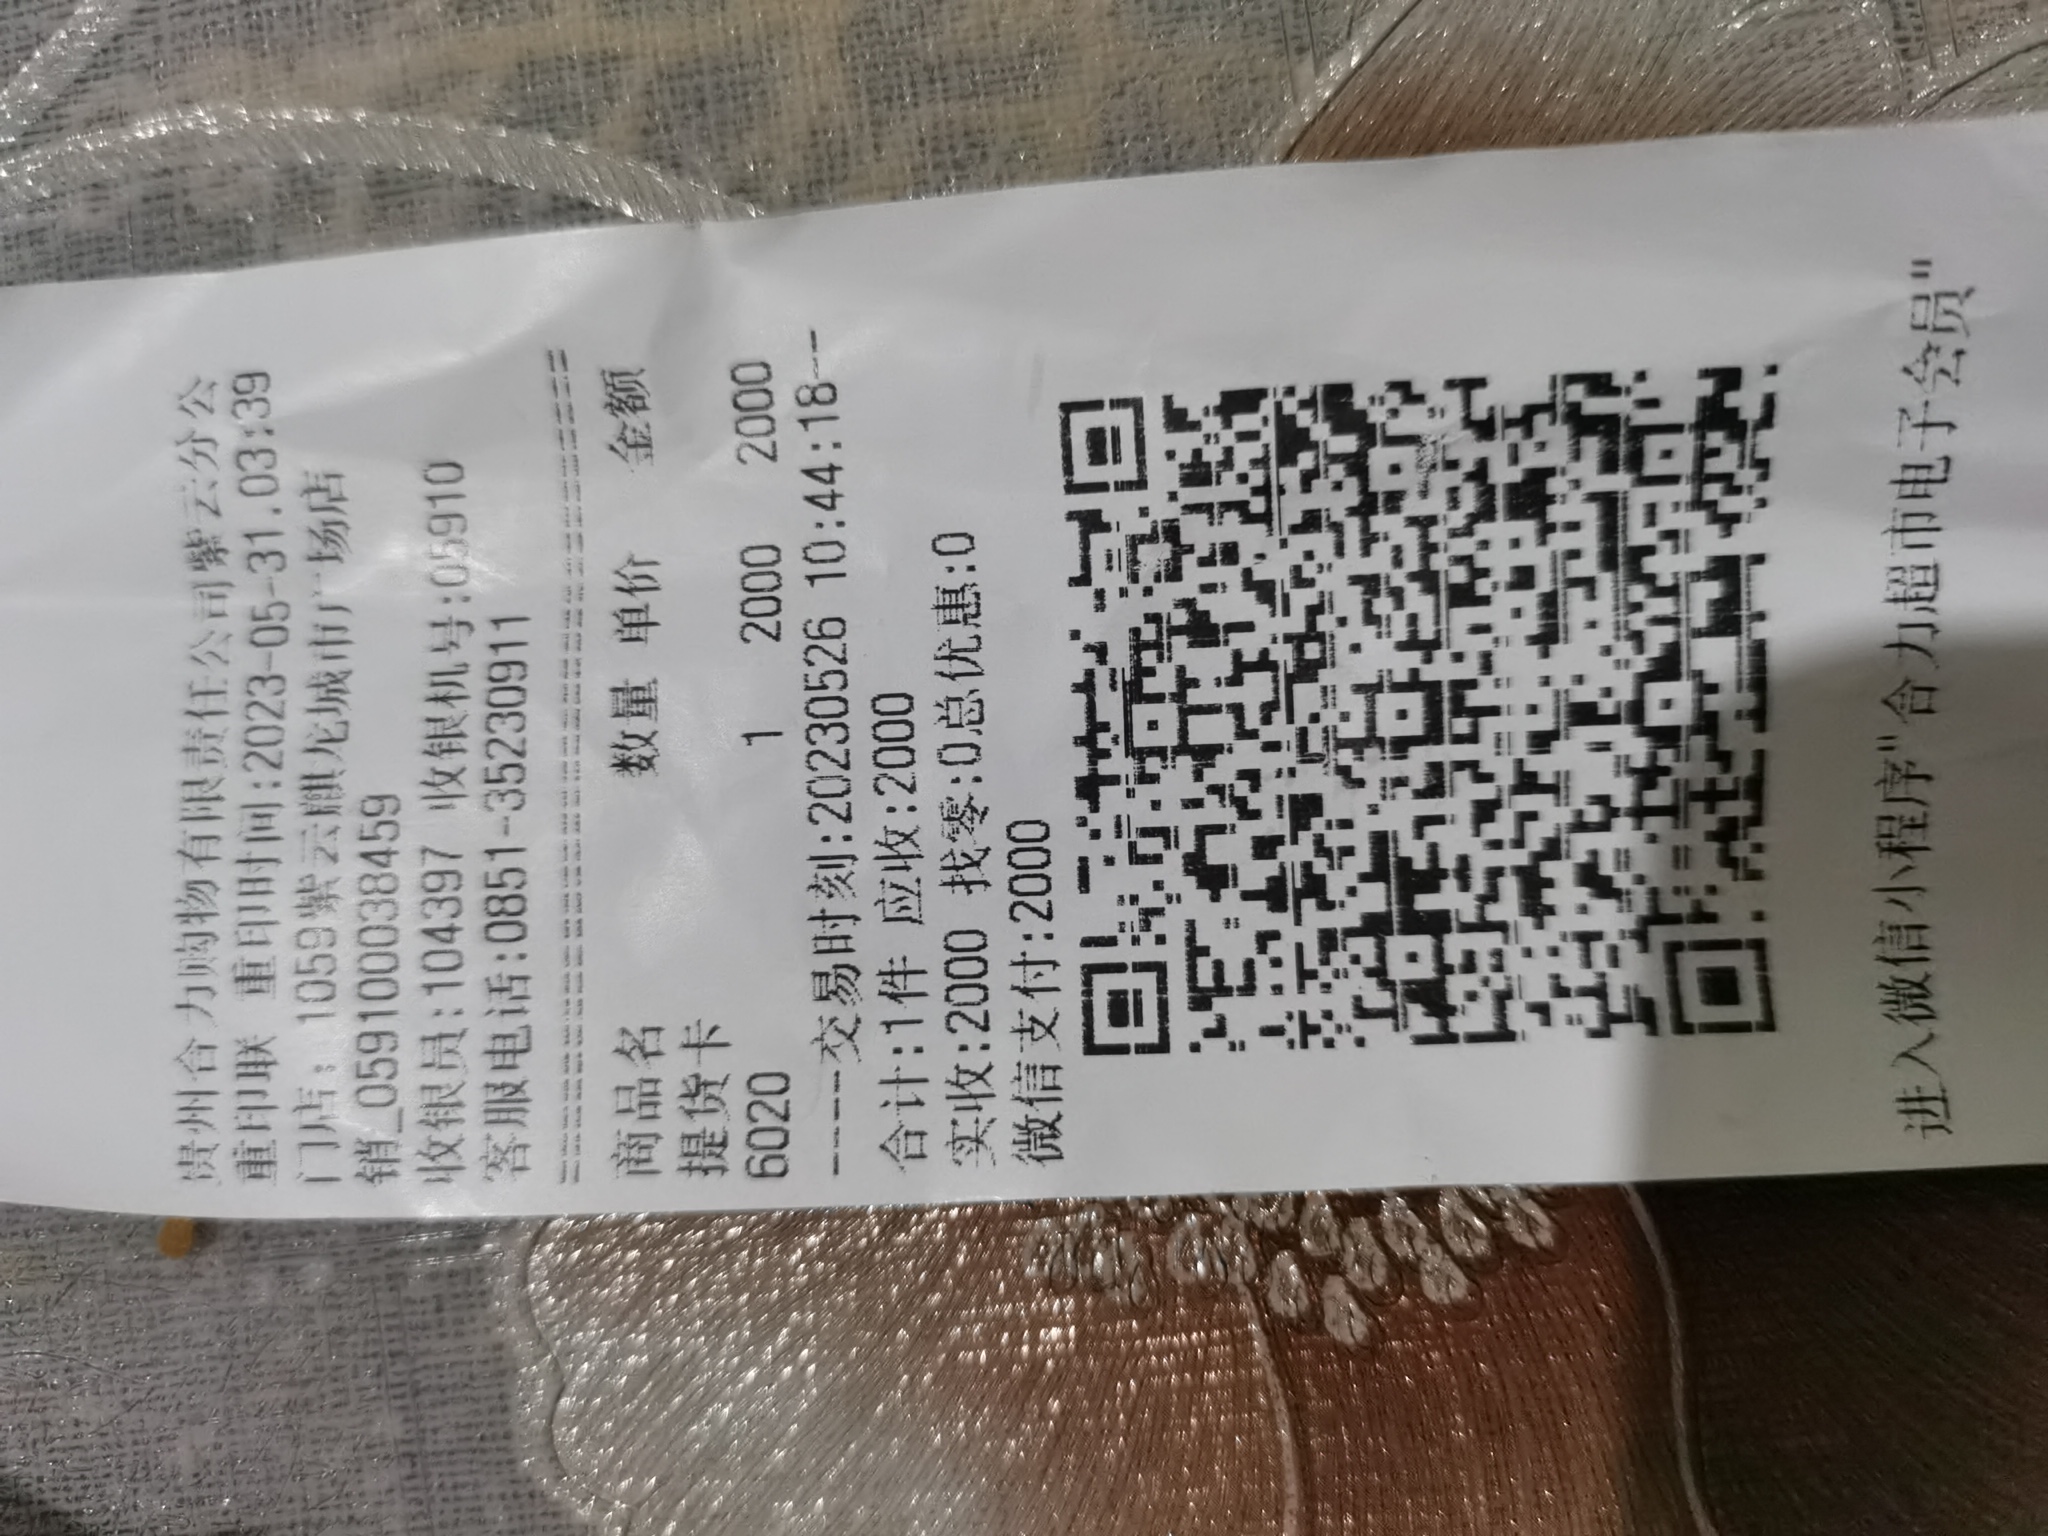 贵州合力购物有限责任公司紫云分公
重印联 重印时间:2023-05-31.03:39
门店: 1059紫云麒龙城市广场店
销_0591000038459
收银员:104397 收银机号:05910
客服电话:0851-35230911
==========================================
商品名 数量 单价 金额
提货卡
6020 1 2000 2000
----交易时刻:20230526 10:44:18---
合计:1件 应收:2000
实收:2000 找零:0总优惠:0
微信支付:2000
进入微信小程序"合力超市电子会员"